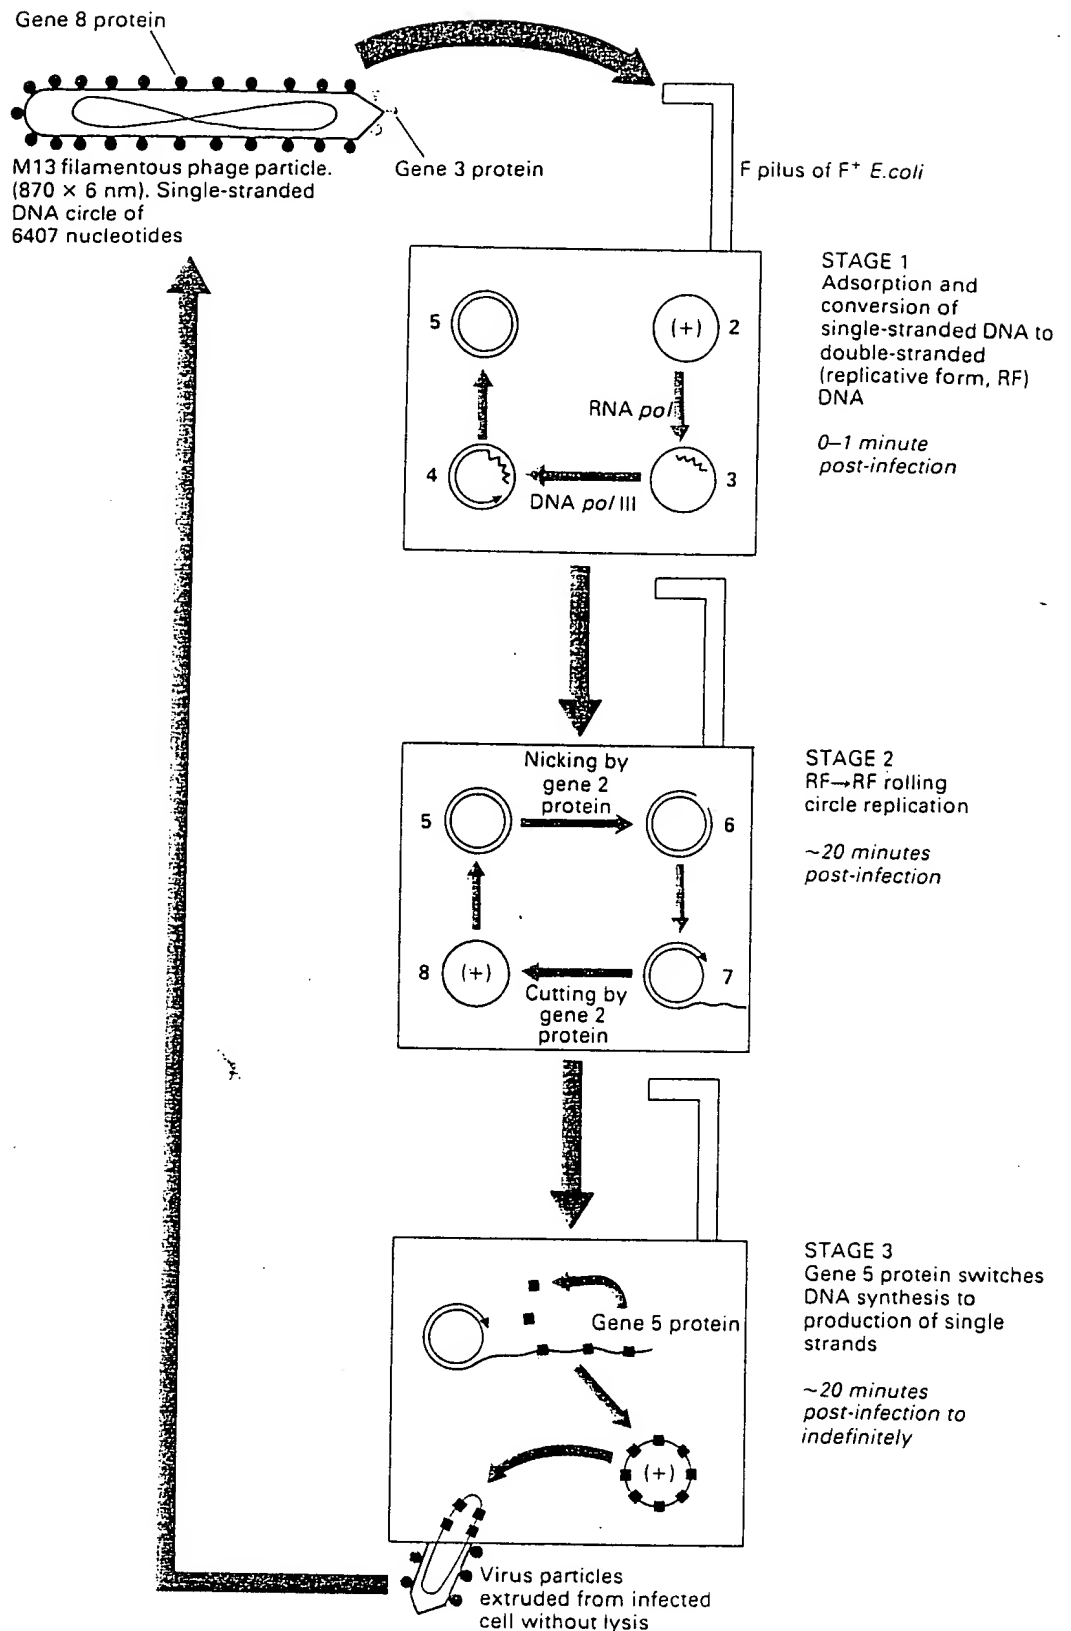 Gene 8 protein
Gene 3 protein
M13 filamentous phage particle.
(870 × 6 nm). Single-stranded
DNA circle of
6407 nucleotides
F pilus of F+ E.coli
STAGE 1
Adsorption and
conversion of
single-stranded DNA to
double-stranded
(replicative form, RF)
DNA
0–1 minute
post-infection
5
(+) 2
RNA pol
4
3
DNA pol III
STAGE 2
RF→RF rolling
circle replication
~20 minutes
post-infection
Nicking by
gene 2
protein
5
6
8 (+)
7
Cutting by
gene 2
protein
STAGE 3
Gene 5 protein switches
DNA synthesis to
production of single
strands
~20 minutes
post-infection to
indefinitely
Gene 5 protein
(+)
Virus particles
extruded from infected
cell without lysis